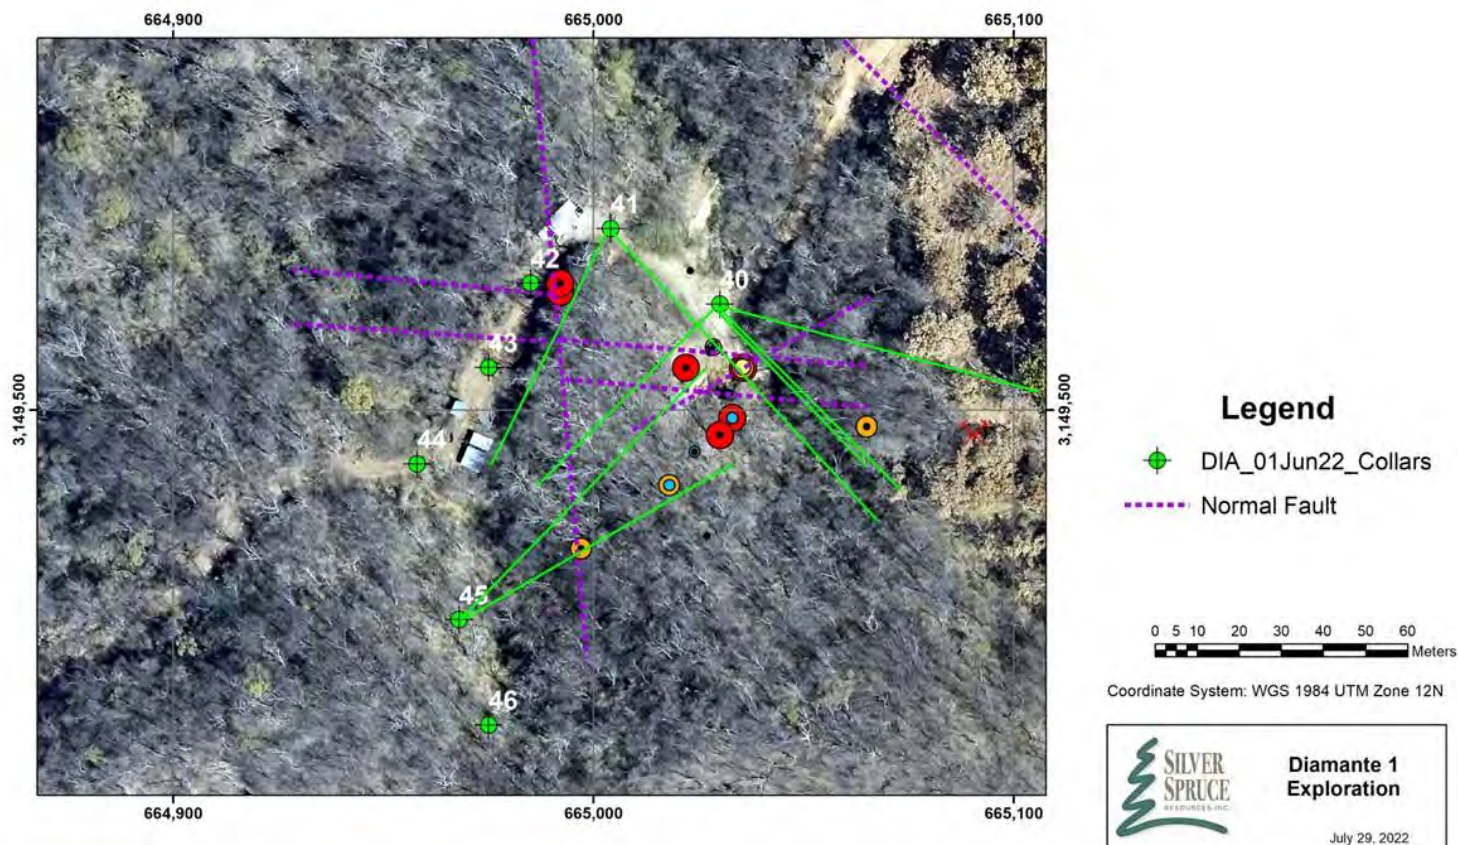 664,900
665,000
665,100
41
42
40
43
44
45
46
3,149,500
3,149,500
664,900
665,000
665,100
Legend
DIA_01Jun22_Collars
Normal Fault
0 5 10 20 30 40 50 60
Meters
Coordinate System: WGS 1984 UTM Zone 12N
SILVER
SPRUCE
RESOURCES INC.
Diamante 1
Exploration
July 29, 2022